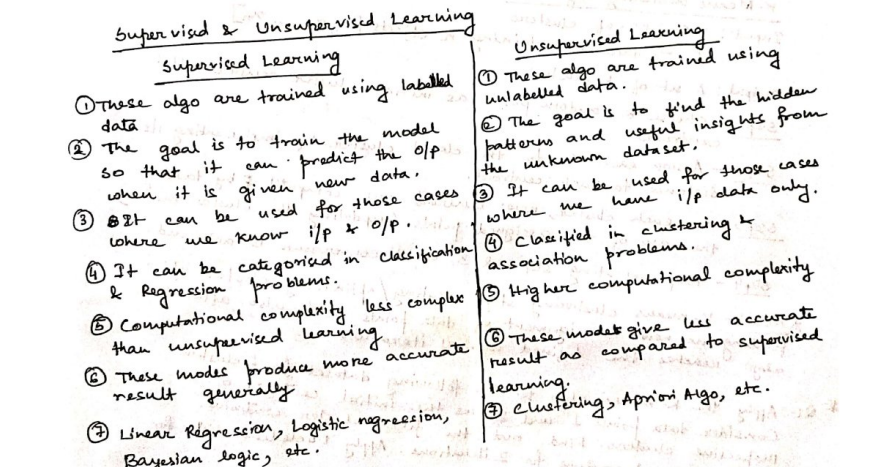 Supervised & Unsupervised Learning
Supervised Learning
① These algo are trained using labelled
data
② The goal is to train the model
so that it can predict the o/p
when it is given new data.
③ It can be used for those cases
where we know i/p & o/p.
④ It can be categorised in classification
& Regression problems.
⑤ Computational complexity less complex
than unsupervised learning
⑥ These modes produce more accurate
result generally
⑦ Linear Regression, Logistic negression,
Bayesian logic, etc.
Unsupervised Learning
① These algo are trained using
unlabelled data.
② The goal is to find the hidden
patterns and useful insights from
the unknown dataset.
③ It can be used for those cases
where we have i/p data only.
④ Classified in clustering &
association problems.
⑤ Higher computational complexity
⑥ These models give less accurate
result as compared to supervised
learning.
⑦ Clustering, Apriori Algo, etc.